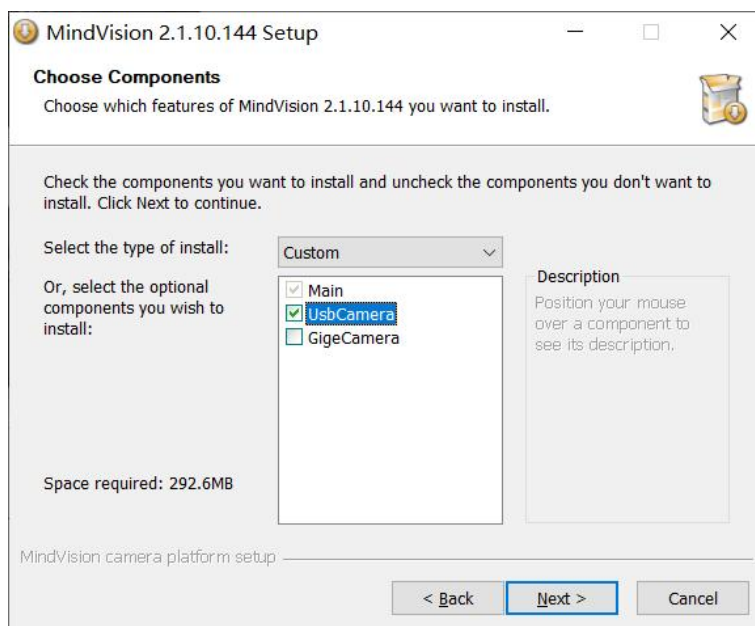 MindVision 2.1.10.144 Setup
Choose Components
Choose which features of MindVision 2.1.10.144 you want to install.
Check the components you want to install and uncheck the components you don't want to
install. Click Next to continue.
Select the type of install:
Custom
Or, select the optional
components you wish to
install:
Main
UsbCamera
GigeCamera
Description
Position your mouse
over a component to
see its description.
Space required: 292.6MB
MindVision camera platform setup
< Back
Next >
Cancel